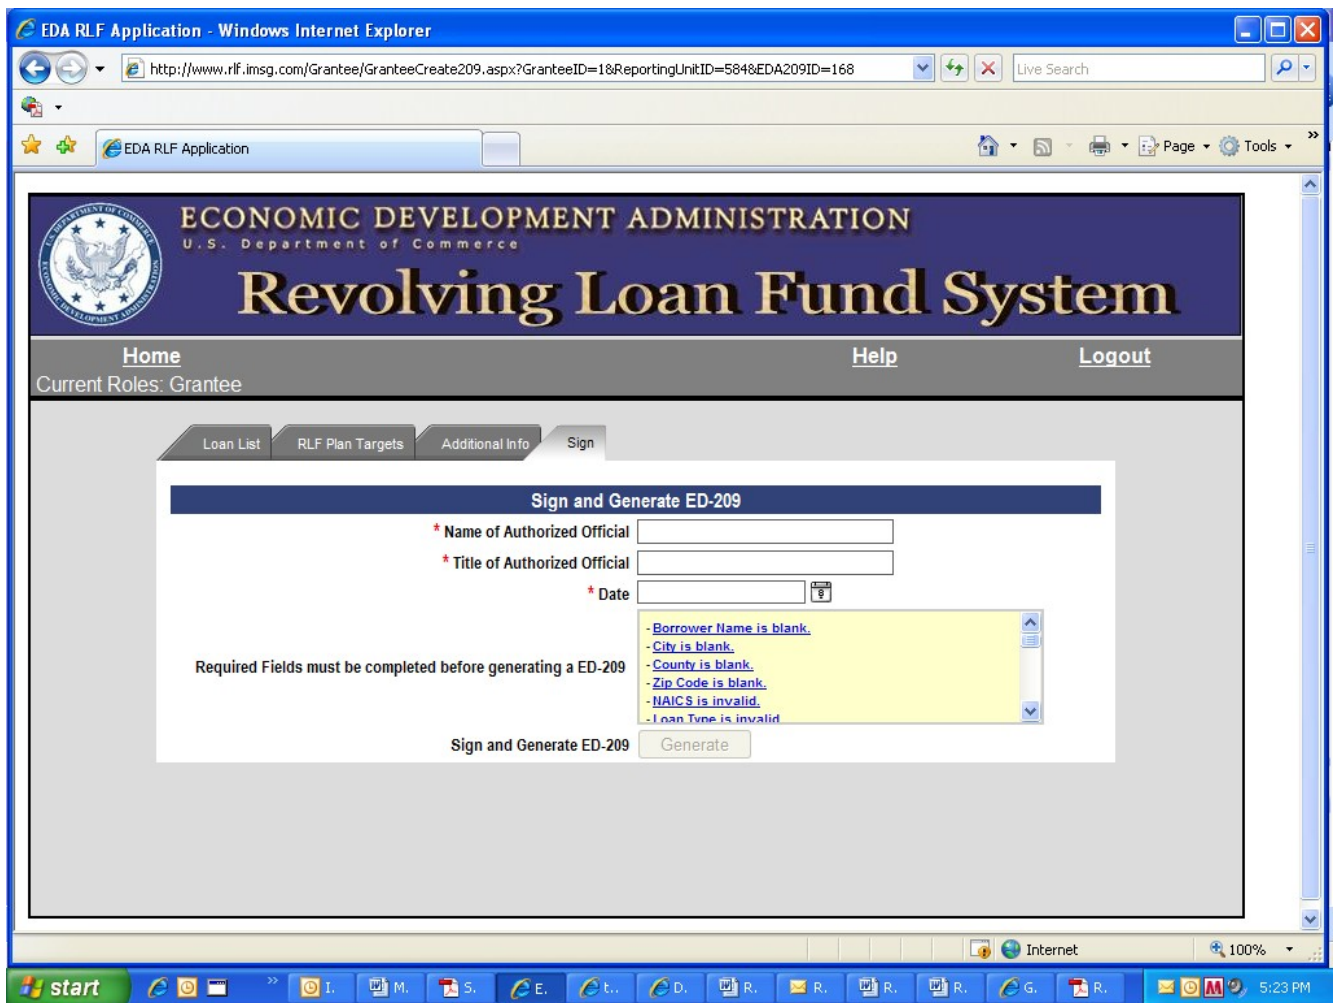 EDA RLF Application - Windows Internet Explorer
http://www.rlf.imsg.com/Grantee/GranteeCreate209.aspx?GranteeID=1&ReportingUnitID=584&EDA209ID=168
Live Search
EDA RLF Application
Page
Tools
ECONOMIC DEVELOPMENT ADMINISTRATION
U.S. Department of Commerce
Revolving Loan Fund System
Home
Help
Logout
Current Roles: Grantee
Loan List
RLF Plan Targets
Additional Info
Sign
Sign and Generate ED-209
* Name of Authorized Official
* Title of Authorized Official
* Date
- Borrower Name is blank.
- City is blank.
- County is blank.
Required Fields must be completed before generating a ED-209
- Zip Code is blank.
- NAICS is invalid.
- Loan Type is invalid
Sign and Generate ED-209
Generate
Internet
100%
start
I.
M.
S.
E.
t..
D.
R.
R.
R.
R.
G.
R.
5:23 PM